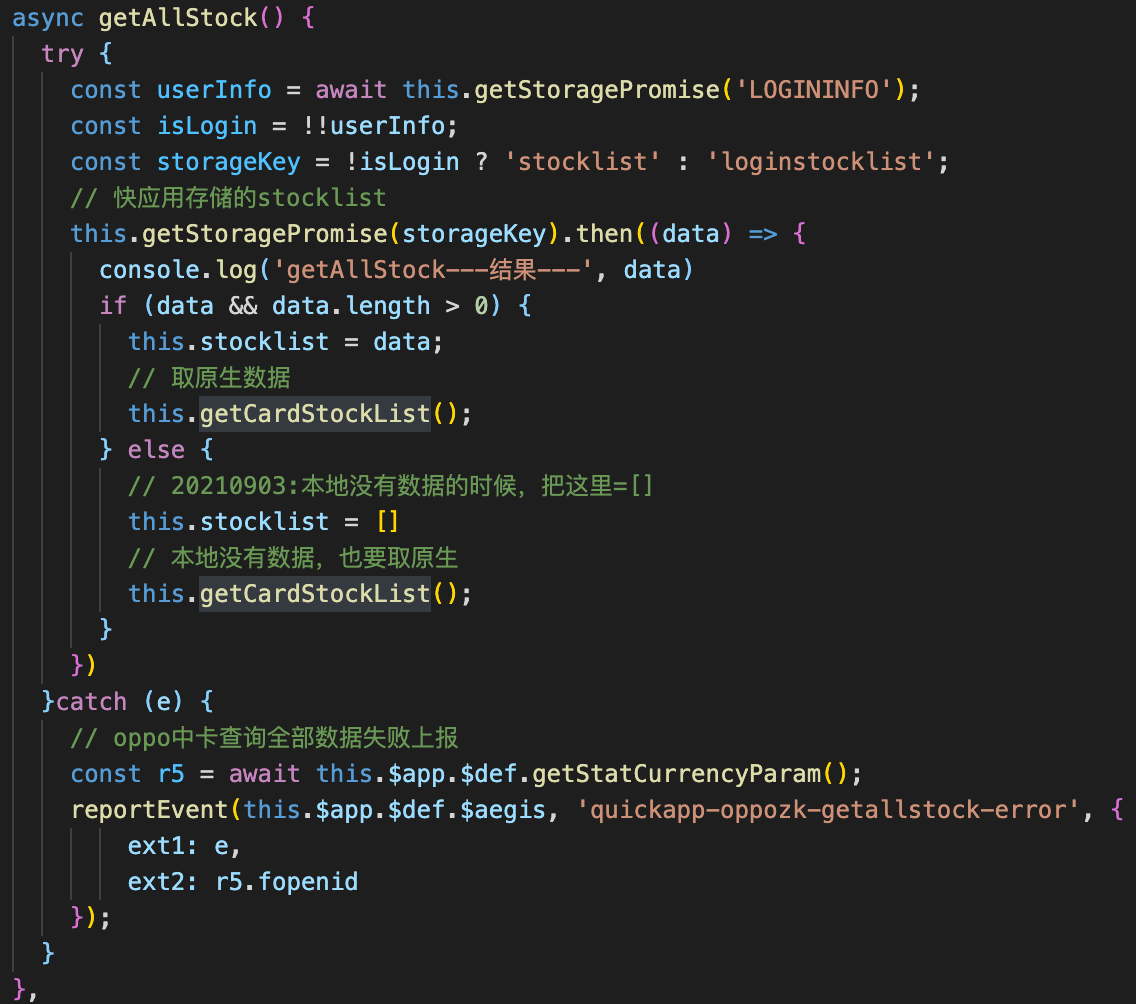 async getAllStock() {
try {
const userInfo = await this.getStoragePromise('LOGININFO');
const isLogin = !!userInfo;
const storageKey = !isLogin ? 'stocklist' : 'loginstocklist';
// 快应用存储的stocklist
this.getStoragePromise(storageKey).then((data) => {
console.log('getAllStock---结果---', data)
if (data && data.length > 0) {
this.stocklist = data;
// 取原生数据
this.getCardStockList();
} else {
// 20210903:本地没有数据的时候，把这里=[]
this.stocklist = []
// 本地没有数据，也要取原生
this.getCardStockList();
}
})
}catch (e) {
// oppo中卡查询全部数据失败上报
const r5 = await this.$app.$def.getStatCurrencyParam();
reportEvent(this.$app.$def.$aegis, 'quickapp-oppozk-getallstock-error', {
ext1: e,
ext2: r5.fopenid
});
}
},